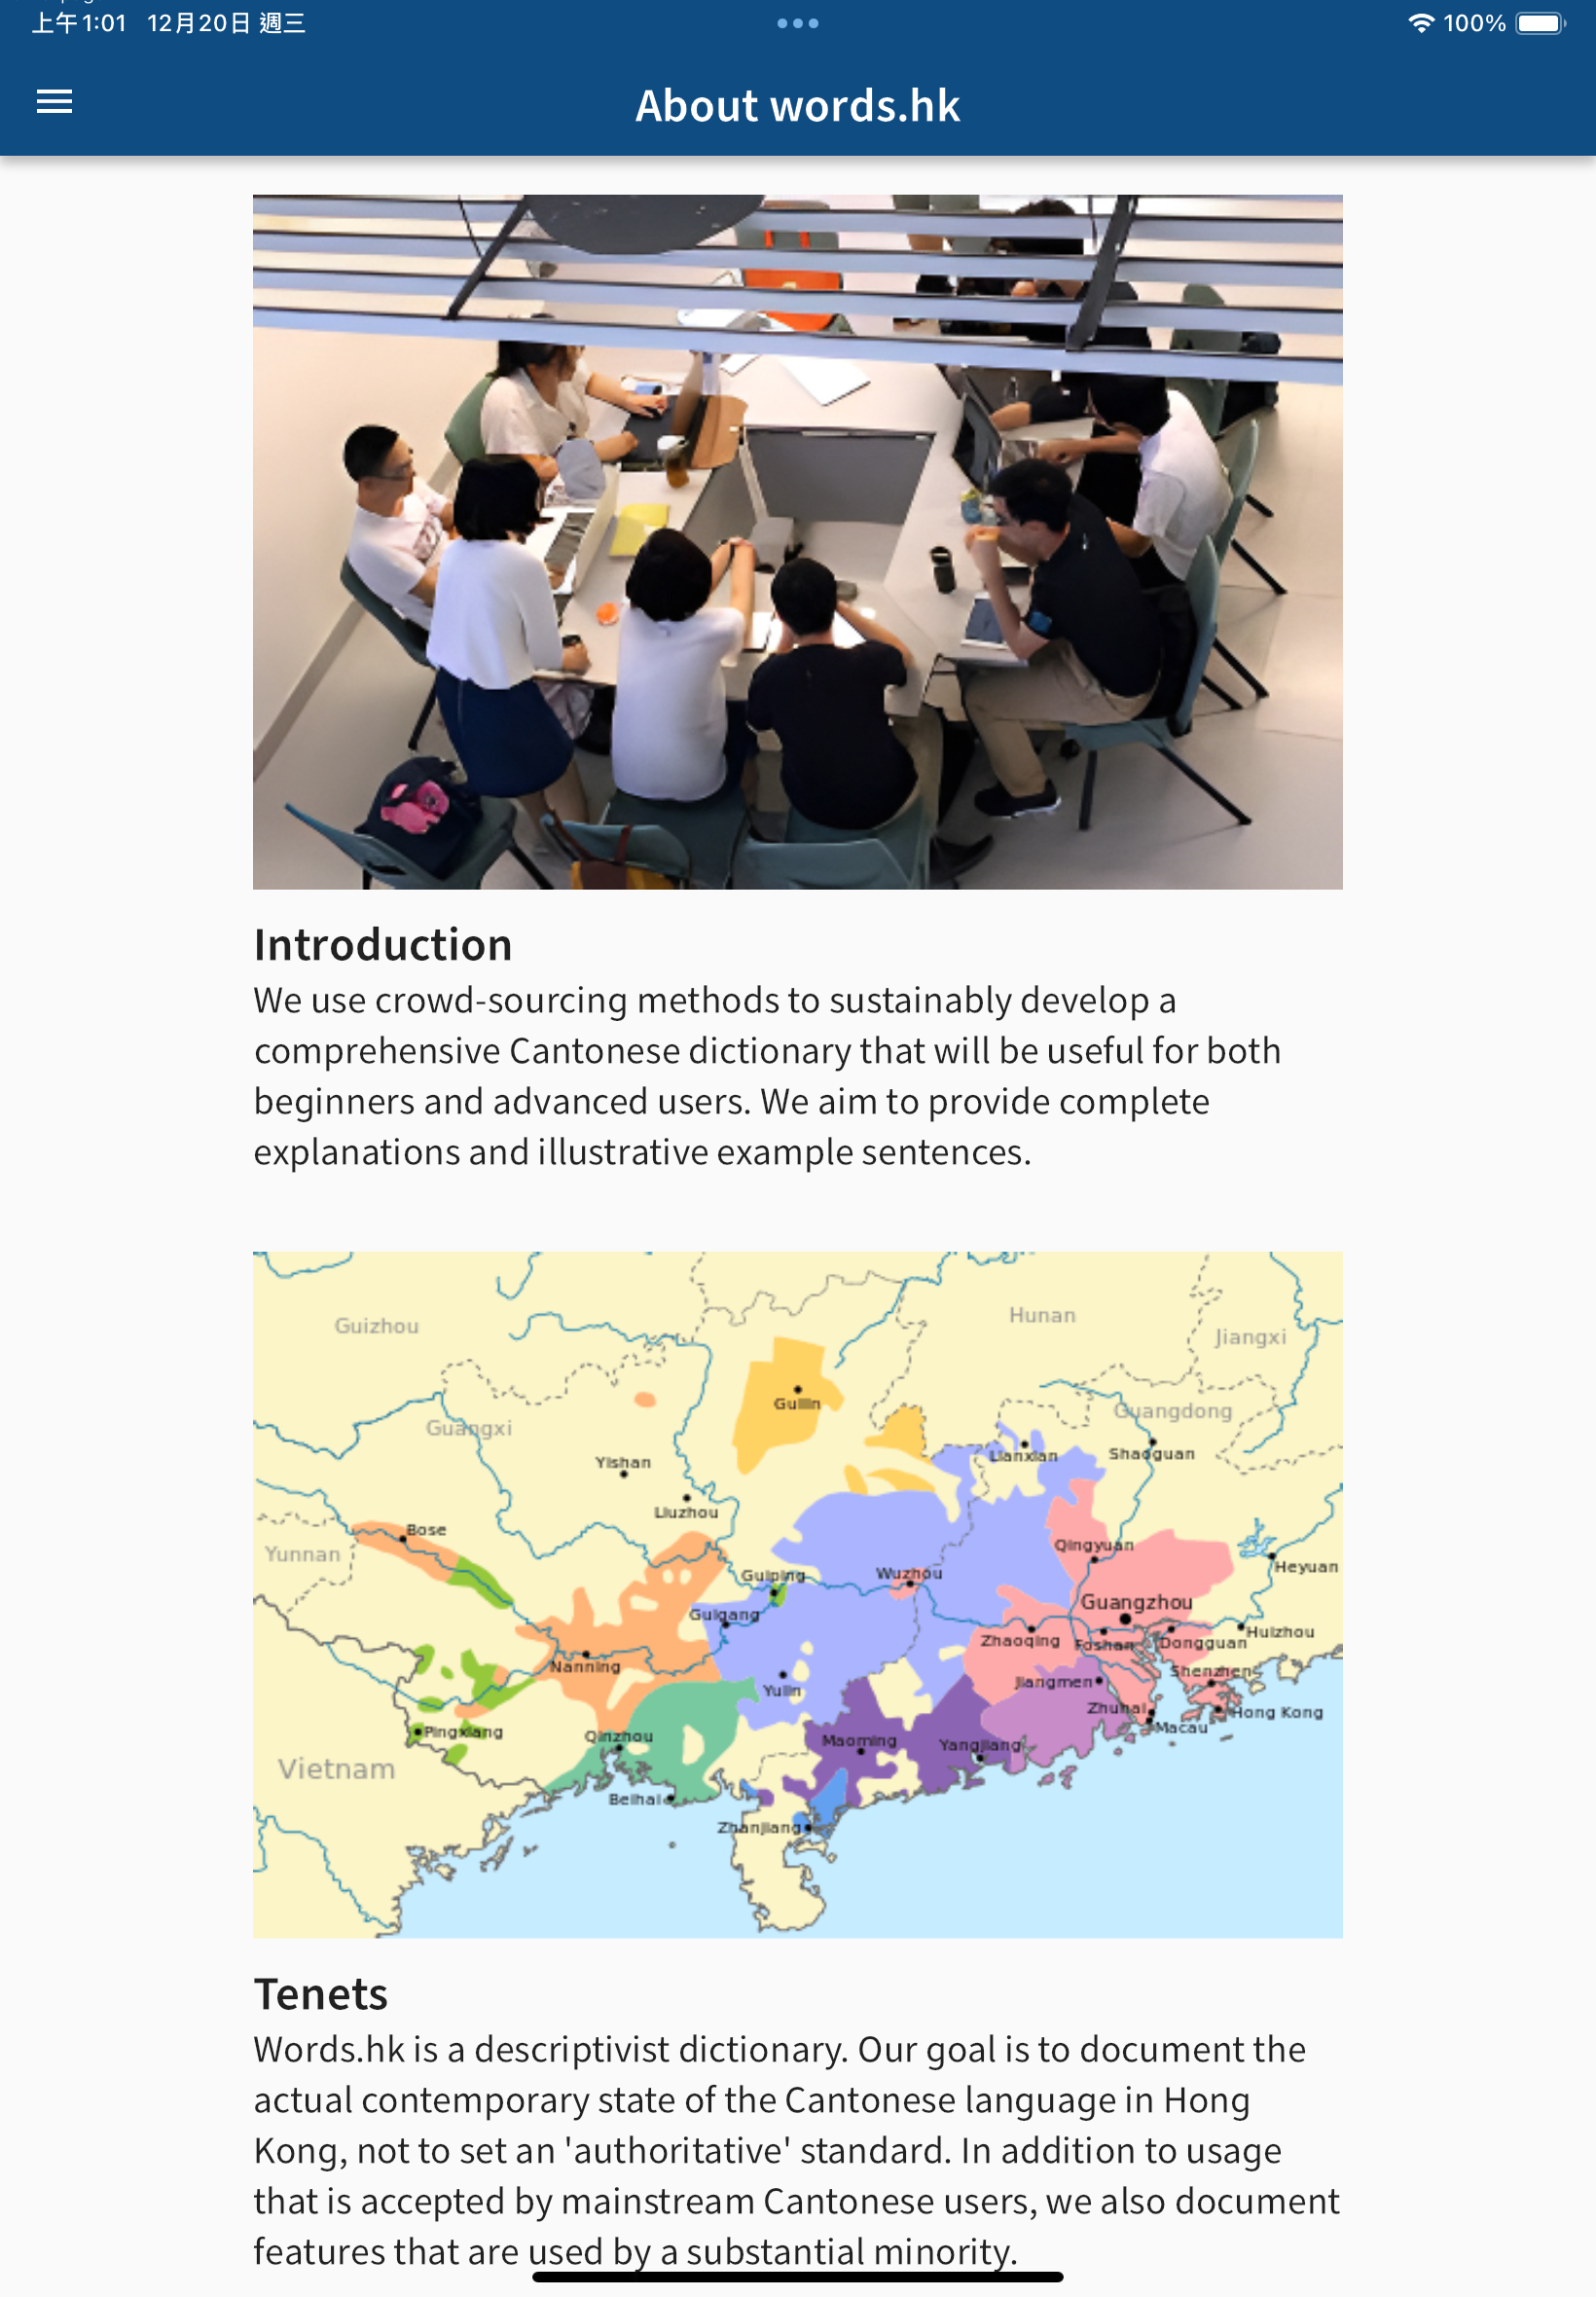 上午1:01 12月20日 週三
100%
About words.hk
Introduction
We use crowd-sourcing methods to sustainably develop a
comprehensive Cantonese dictionary that will be useful for both
beginners and advanced users. We aim to provide complete
explanations and illustrative example sentences.
Guizhou
Hunan
Jiangxi
Guilin
Guangxi
Guangdong
Yishan
Lianxian
Shaoguan
Liuzhou
Bose
Yunnan
Qingyuan
Guiping
Wuzhou
Heyuan
Guangzhou
Guigang
Zhaoqing
Foshan
Dongguan
Huizhou
Nanning
Shenzhen
Yulin
Jiangmen
Zhuhai
Hong Kong
Macau
Pingxiang
Qinzhou
Maoming
Yangjiang
Vietnam
Beihai
Zhanjiang
Tenets
Words.hk is a descriptivist dictionary. Our goal is to document the
actual contemporary state of the Cantonese language in Hong
Kong, not to set an 'authoritative' standard. In addition to usage
that is accepted by mainstream Cantonese users, we also document
features that are used by a substantial minority.